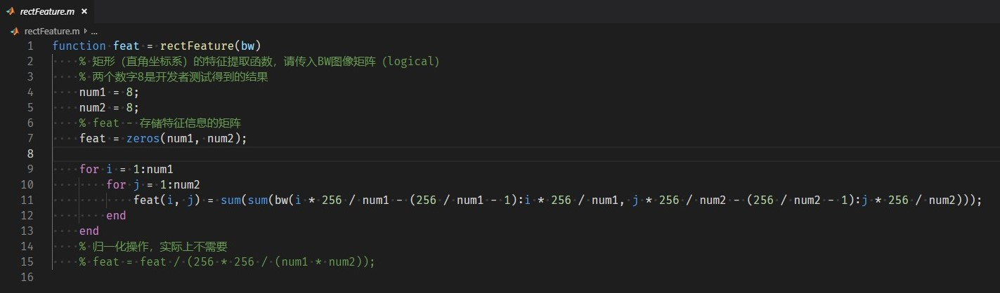 rectFeature.m ×
rectFeature.m ...
1 function feat = rectFeature(bw)
2 % 矩形（直角坐标系）的特征提取函数，请传入BW图像矩阵（logical）
3 % 两个数字8是开发者测试得到的结果
4 num1 = 8;
5 num2 = 8;
6 % feat - 存储特征信息的矩阵
7 feat = zeros(num1, num2);
8
9 for i = 1:num1
10 for j = 1:num2
11 feat(i, j) = sum(sum(bw(i * 256 / num1 - (256 / num1 - 1):i * 256 / num1, j * 256 / num2 - (256 / num2 - 1):j * 256 / num2)));
12 end
13 end
14 % 归一化操作，实际上不需要
15 % feat = feat / (256 * 256 / (num1 * num2));
16